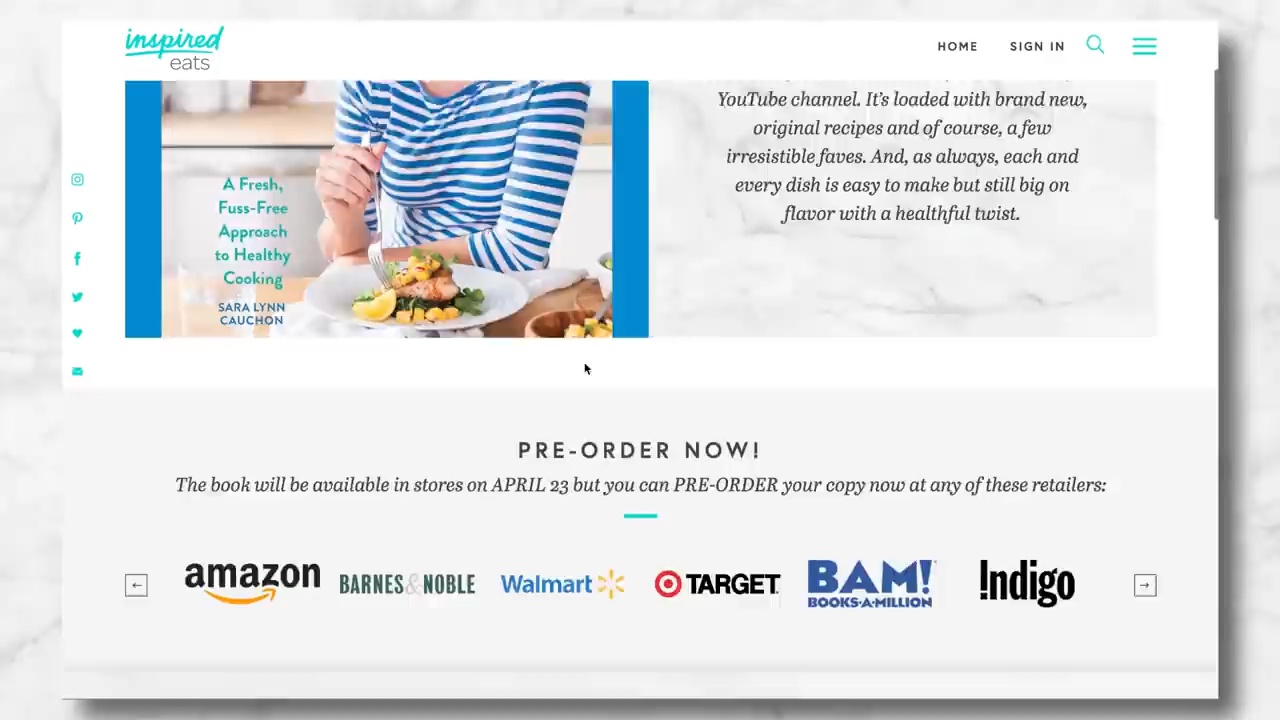 inspired
eats
HOME
SIGN IN
YouTube channel. It's loaded with brand new,
original recipes and of course, a few
irresistible faves. And, as always, each and
every dish is easy to make but still big on
flavor with a healthful twist.
A Fresh,
Fuss-Free
Approach
to Healthy
Cooking
SARA LYNN
CAUCHON
PRE-ORDER NOW!
The book will be available in stores on APRIL 23 but you can PRE-ORDER your copy now at any of these retailers:
amazon
BARNES&NOBLE
Walmart
TARGET
BAM!
BOOKS·A·MILLION
!ndigo